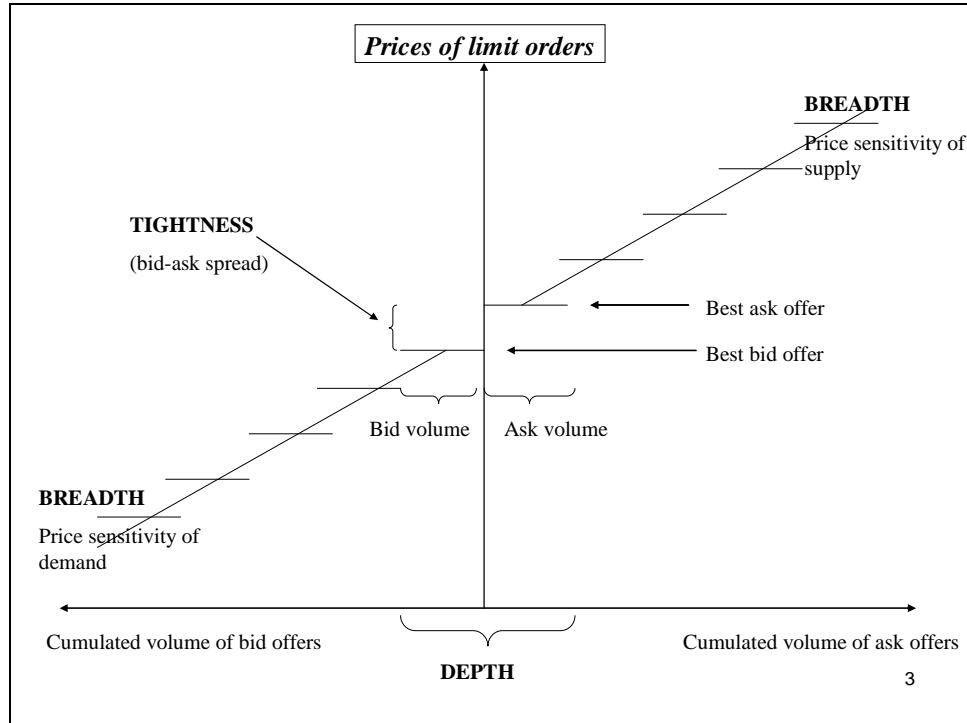 Prices of limit orders
BREADTH
Price sensitivity of
supply
TIGHTNESS
(bid-ask spread)
Best ask offer
Best bid offer
Bid volume
Ask volume
BREADTH
Price sensitivity of
demand
Cumulated volume of bid offers
Cumulated volume of ask offers
DEPTH
3